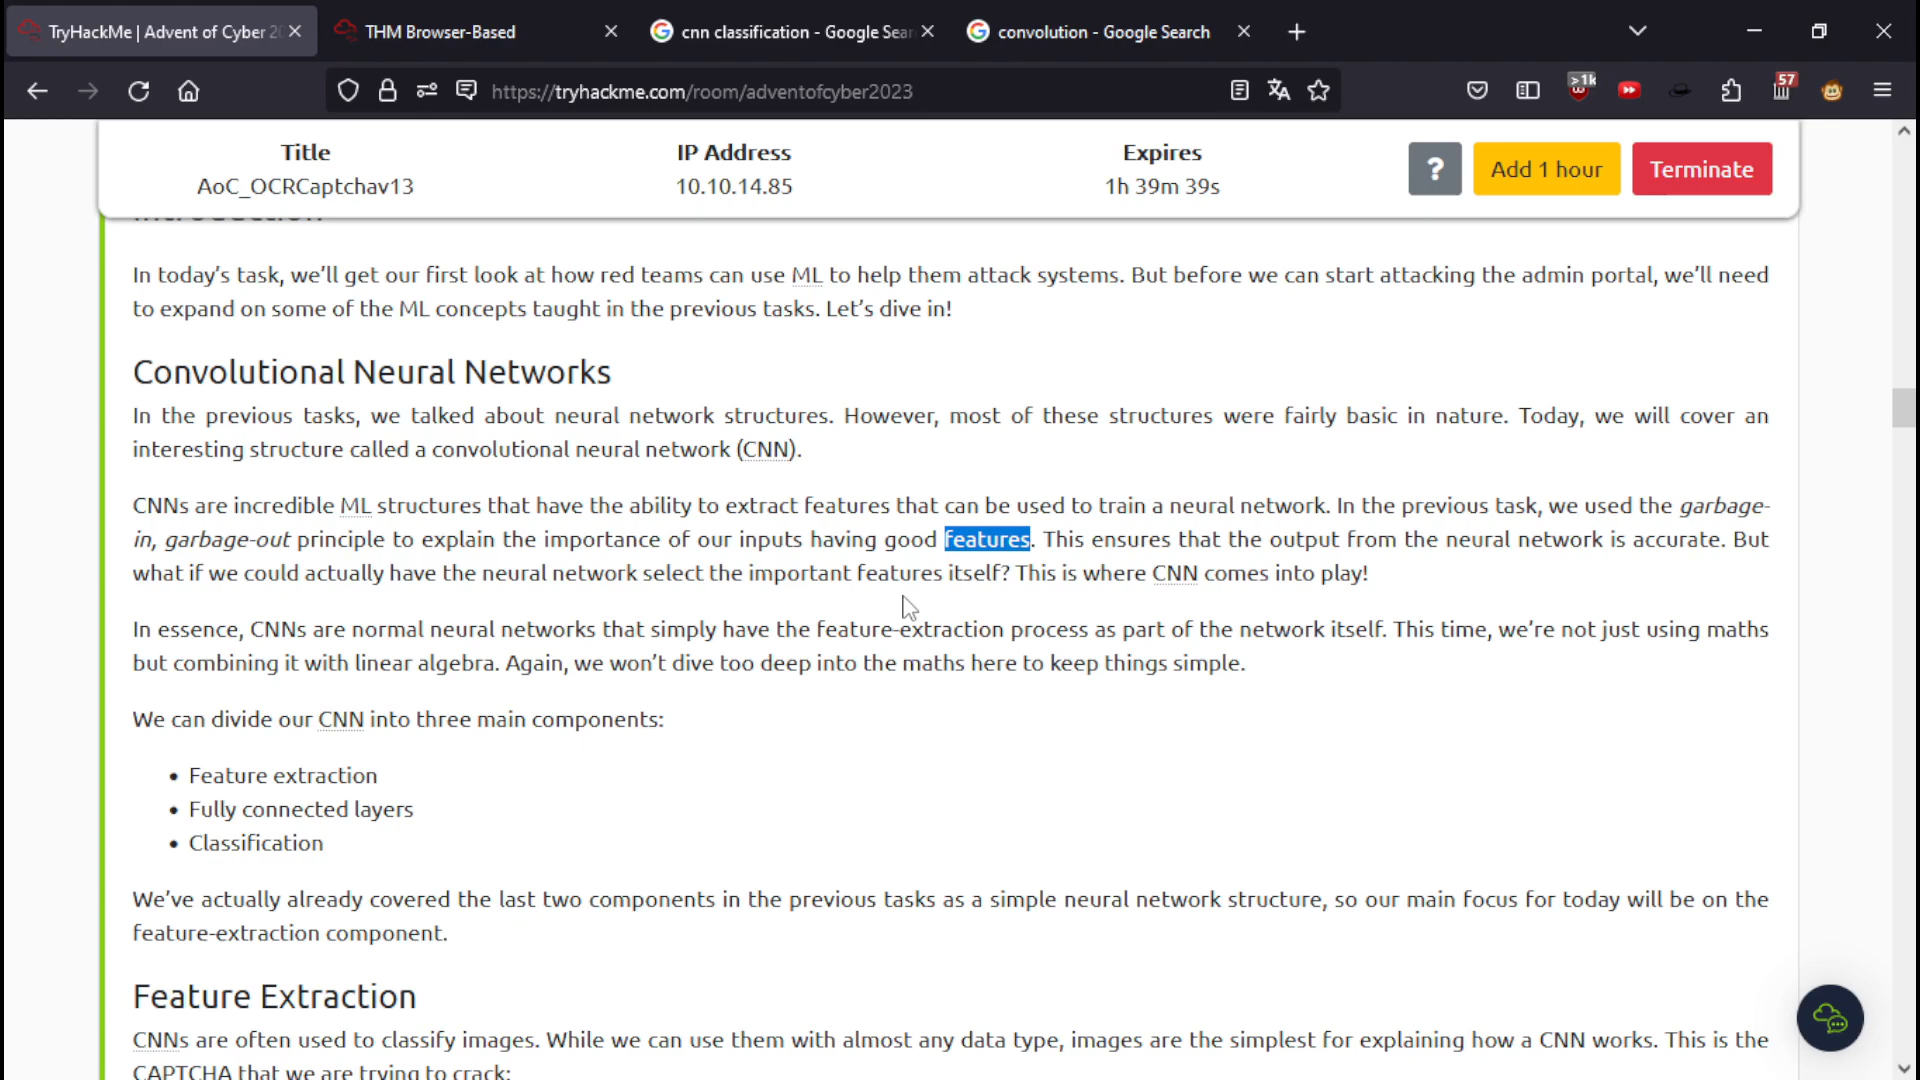 TryHackMe | Advent of Cyber 2
THM Browser-Based
cnn classification - Google Sear
convolution - Google Search
https://tryhackme.com/room/adventofcyber2023
>1k
57
Title
IP Address
Expires
AoC_OCRCaptchav13
10.10.14.85
1h 39m 39s
?
Add 1 hour
Terminate
In today's task, we'll get our first look at how red teams can use ML to help them attack systems. But before we can start attacking the admin portal, we'll need
to expand on some of the ML concepts taught in the previous tasks. Let's dive in!
Convolutional Neural Networks
In the previous tasks, we talked about neural network structures. However, most of these structures were fairly basic in nature. Today, we will cover an
interesting structure called a convolutional neural network (CNN).
CNNs are incredible ML structures that have the ability to extract features that can be used to train a neural network. In the previous task, we used the garbage-
in, garbage-out principle to explain the importance of our inputs having good features. This ensures that the output from the neural network is accurate. But
what if we could actually have the neural network select the important features itself? This is where CNN comes into play!
In essence, CNNs are normal neural networks that simply have the feature-extraction process as part of the network itself. This time, we're not just using maths
but combining it with linear algebra. Again, we won't dive too deep into the maths here to keep things simple.
We can divide our CNN into three main components:
• Feature extraction
• Fully connected layers
• Classification
We've actually already covered the last two components in the previous tasks as a simple neural network structure, so our main focus for today will be on the
feature-extraction component.
Feature Extraction
CNNs are often used to classify images. While we can use them with almost any data type, images are the simplest for explaining how a CNN works. This is the
CAPTCHA that we are trying to crack: